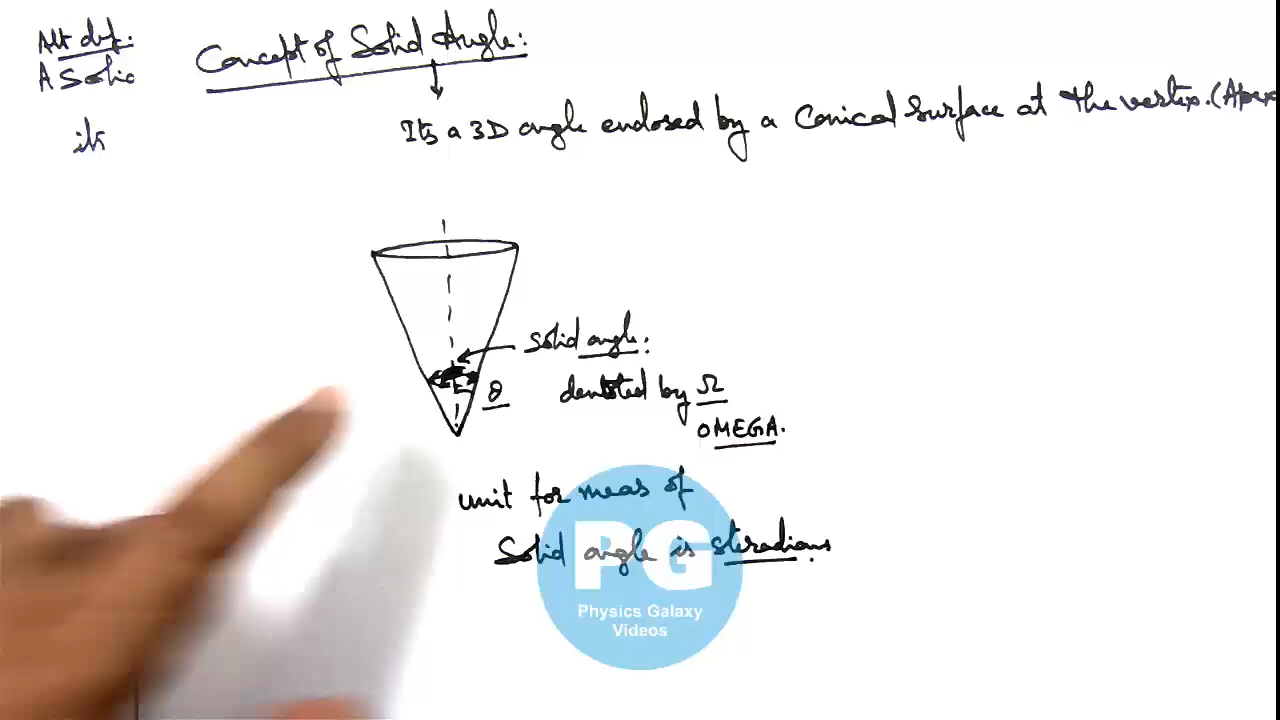 Alt def:
A Solid
its
Concept of Solid Angle:
Its a 3D angle enclosed by a Conical Surface at the vertex. (Apex
Solid angle:
θ
denoted by Ω
OMEGA.
unit for meas of
Solid angle is steradians.
PG
Physics Galaxy
Videos